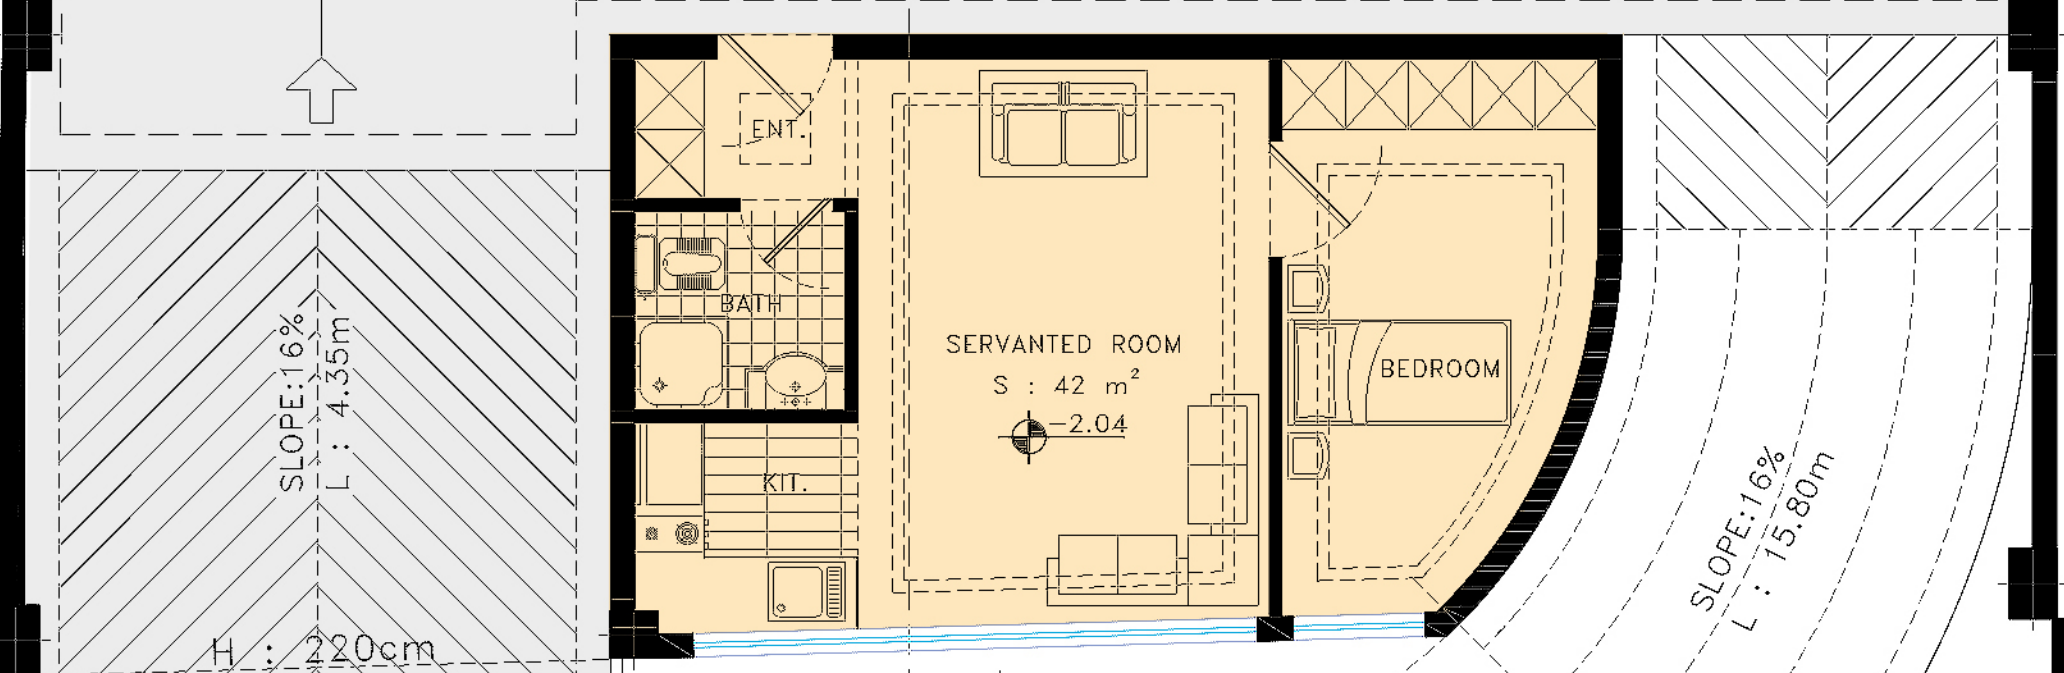 ENT.
BATH
SERVANTED ROOM
S : 42 m²
-2.04
BEDROOM
KIT.
SLOPE:16%
L : 4.35m
H : 220cm
SLOPE:16%
L : 15.80m